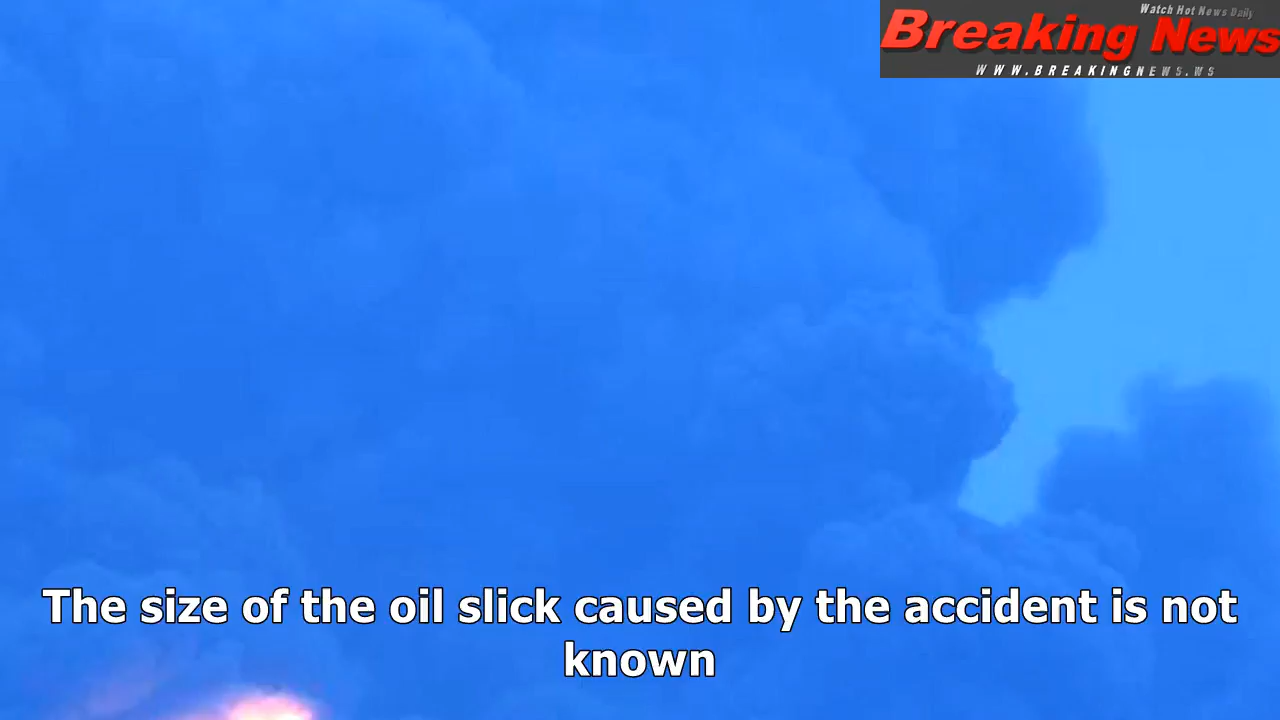 Watch Hot News Daily
Breaking News
WWW.BREAKINGNEWS.WS
The size of the oil slick caused by the accident is not
known